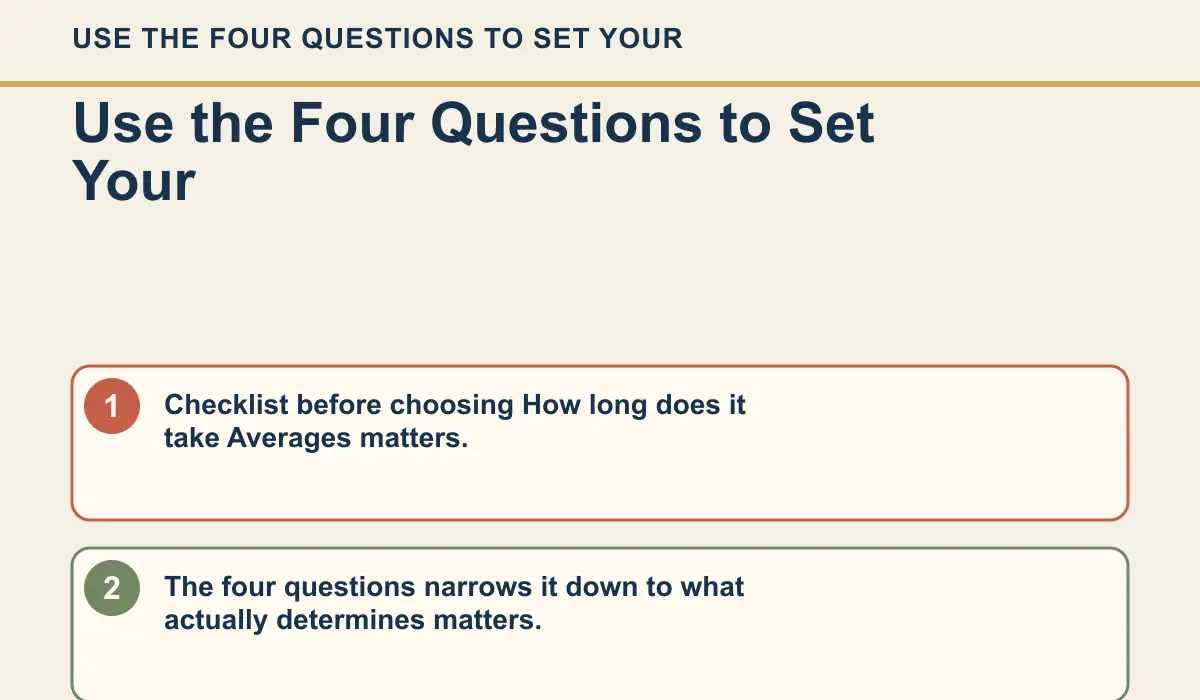 USE THE FOUR QUESTIONS TO SET YOUR
Use the Four Questions to Set
Your
1
Checklist before choosing How long does it
take Averages matters.
2
The four questions narrows it down to what
actually determines matters.